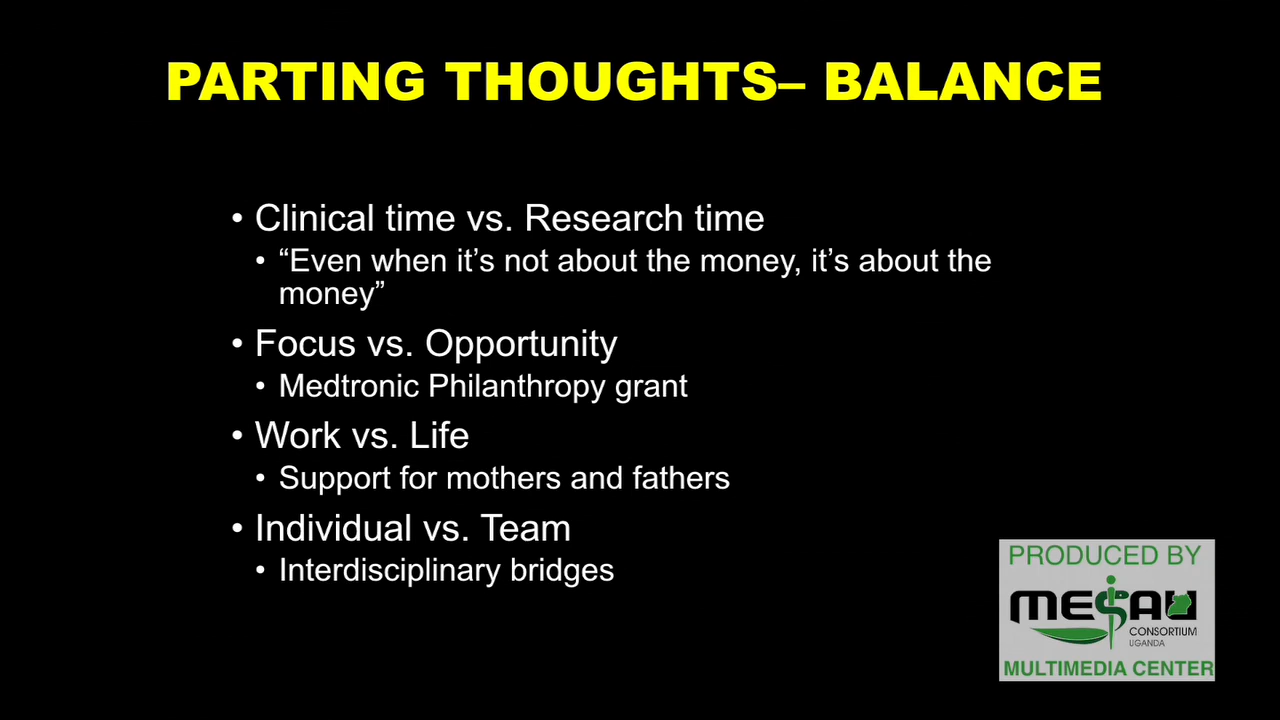 PARTING THOUGHTS– BALANCE
• Clinical time vs. Research time
• “Even when it’s not about the money, it’s about the
money”
• Focus vs. Opportunity
• Medtronic Philanthropy grant
• Work vs. Life
• Support for mothers and fathers
• Individual vs. Team
• Interdisciplinary bridges
PRODUCED BY
MESAU
CONSORTIUM
UGANDA
MULTIMEDIA CENTER